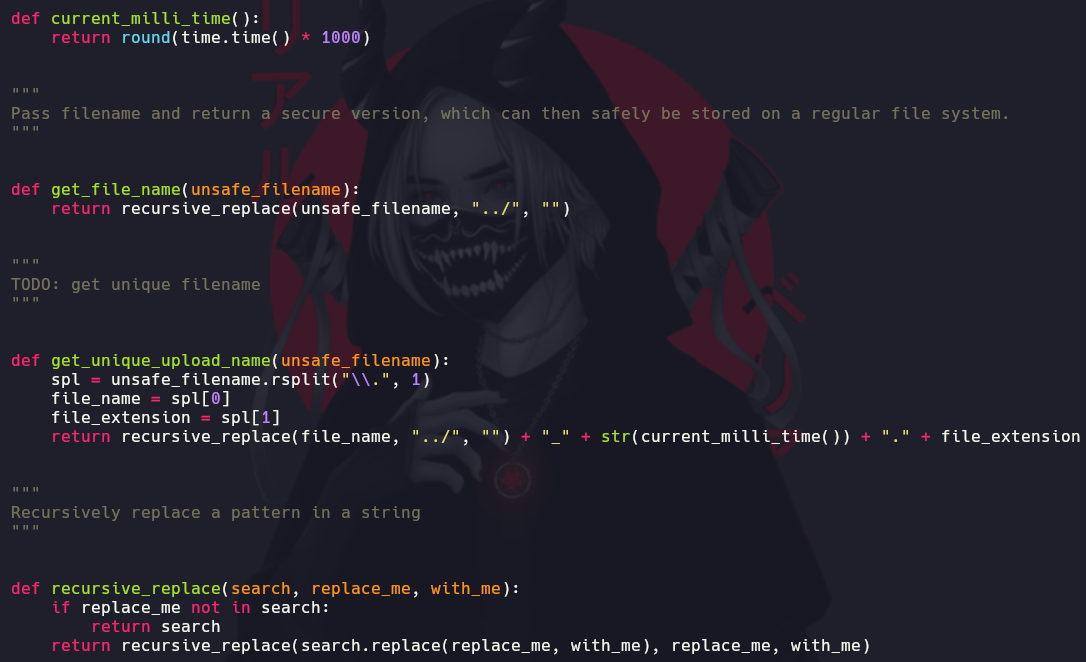 def current_milli_time():
    return round(time.time() * 1000)
"""
Pass filename and return a secure version, which can then safely be stored on a regular file system.
"""
def get_file_name(unsafe_filename):
    return recursive_replace(unsafe_filename, "../", "")
"""
TODO: get unique filename
"""
def get_unique_upload_name(unsafe_filename):
    spl = unsafe_filename.rsplit("\\.", 1)
    file_name = spl[0]
    file_extension = spl[1]
    return recursive_replace(file_name, "../", "") + "_" + str(current_milli_time()) + "." + file_extension
"""
Recursively replace a pattern in a string
"""
def recursive_replace(search, replace_me, with_me):
    if replace_me not in search:
        return search
    return recursive_replace(search.replace(replace_me, with_me), replace_me, with_me)